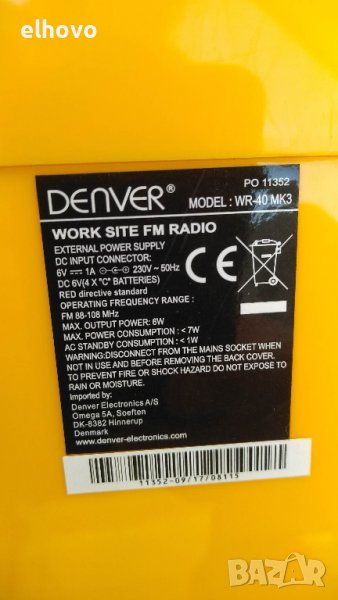 elhovo
PO 11352
DENVER®
MODEL : WR-40 MK3
WORK SITE FM RADIO
EXTERNAL POWER SUPPLY
DC INPUT CONNECTOR:
6V 1A 230V ~ 50Hz
DC 6V(4 X "C" BATTERIES)
RED directive standard
OPERATING FREQUENCY RANGE :
FM 88-108 MHz
MAX. OUTPUT POWER: 6W
MAX. POWER CONSUMPTION : < 7W
AC STANDBY CONSUMPTION : < 1W
WARNING:DISCONNECT FROM THE MAINS SOCKET WHEN
NOT IN USE AND BEFORE REMOVING THE BACK COVER.
TO PREVENT FIRE OR SHOCK HAZARD DO NOT EXPOSE TO
RAIN OR MOISTURE.
Imported by:
Denver Electronics A/S
Omega 5A, Soeften
DK-8382 Hinnerup
Denmark
www.denver-electronics.com
CE
11352-09/17/08115
BAZAR